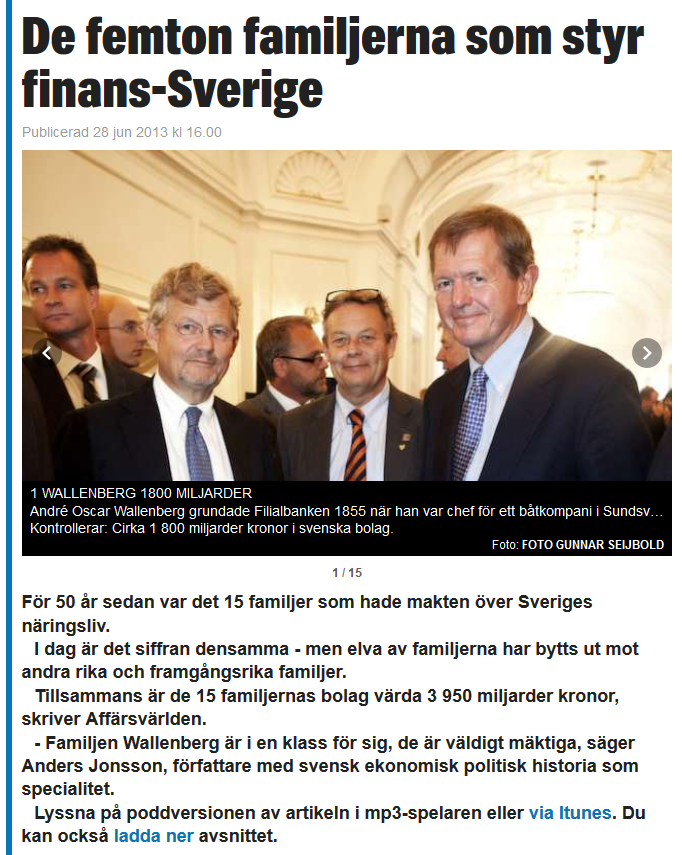 De femton familjerna som styr
finans-Sverige
Publicerad 28 jun 2013 kl 16.00
1 WALLENBERG 1800 MILJARDER
André Oscar Wallenberg grundade Filialbanken 1855 när han var chef för ett båtkompani i Sundsv...
Kontrollerar: Cirka 1 800 miljarder kronor i svenska bolag.
Foto: FOTO GUNNAR SEIJBOLD
1 / 15
För 50 år sedan var det 15 familjer som hade makten över Sveriges
näringsliv.
I dag är det siffran densamma - men elva av familjerna har bytts ut mot
andra rika och framgångsrika familjer.
Tillsammans är de 15 familjernas bolag värda 3 950 miljarder kronor,
skriver Affärsvärlden.
- Familjen Wallenberg är i en klass för sig, de är väldigt mäktiga, säger
Anders Jonsson, författare med svensk ekonomisk politisk historia som
specialitet.
Lyssna på poddversionen av artikeln i mp3-spelaren eller via Itunes. Du
kan också ladda ner avsnittet.